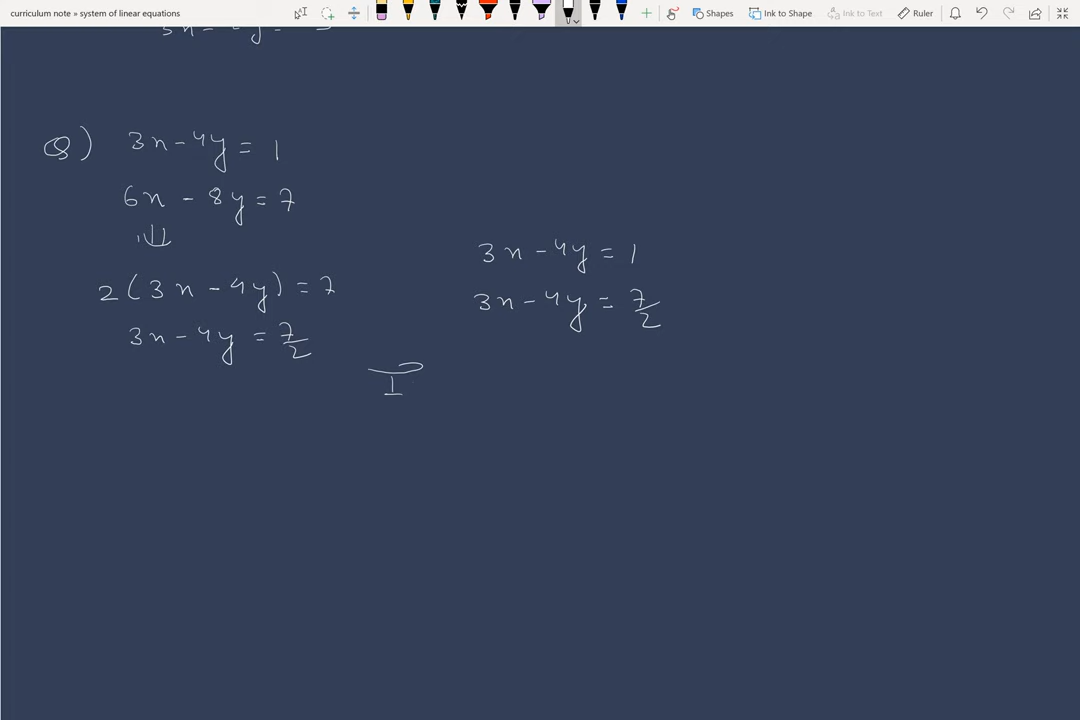 curriculum note » system of linear equations
Shapes Ink to Shape Ink to Text Ruler
Q) 3x - 4y = 1
6x - 8y = 7
⇓
2(3x - 4y) = 7
3x - 4y = 7/2
3x - 4y = 1
3x - 4y = 7/2
I